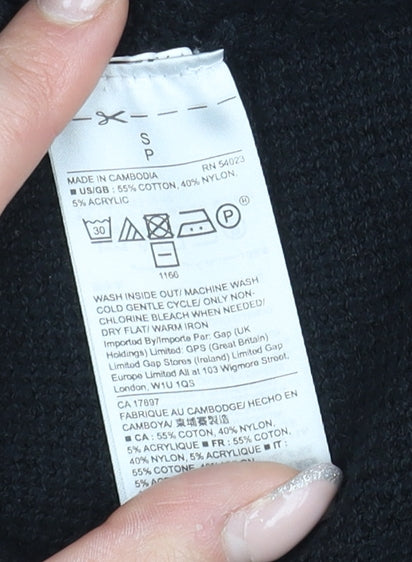 S
P
MADE IN CAMBODIA RN 54023
■ US/GB : 55% COTTON, 40% NYLON,
5% ACRYLIC
30 P H
1166
WASH INSIDE OUT/ MACHINE WASH
COLD GENTLE CYCLE/ ONLY NON-
CHLORINE BLEACH WHEN NEEDED/
DRY FLAT/ WARM IRON
Imported By/Importe Par: Gap (UK
Holdings) Limited: GPS (Great Britain)
Limited Gap Stores (Ireland) Limited Gap
Europe Limited All at 103 Wigmore Street,
London, W1U 1QS
CA 17897
FABRIQUE AU CAMBODGE/ HECHO EN
CAMBOYA/ 柬埔寨製造
■ CA : 55% COTON, 40% NYLON,
5% ACRYLIQUE ■ FR : 55% COTON,
40% NYLON, 5% ACRYLIQUE ■ IT :
55% COTONE, 40% NYLON,
5%